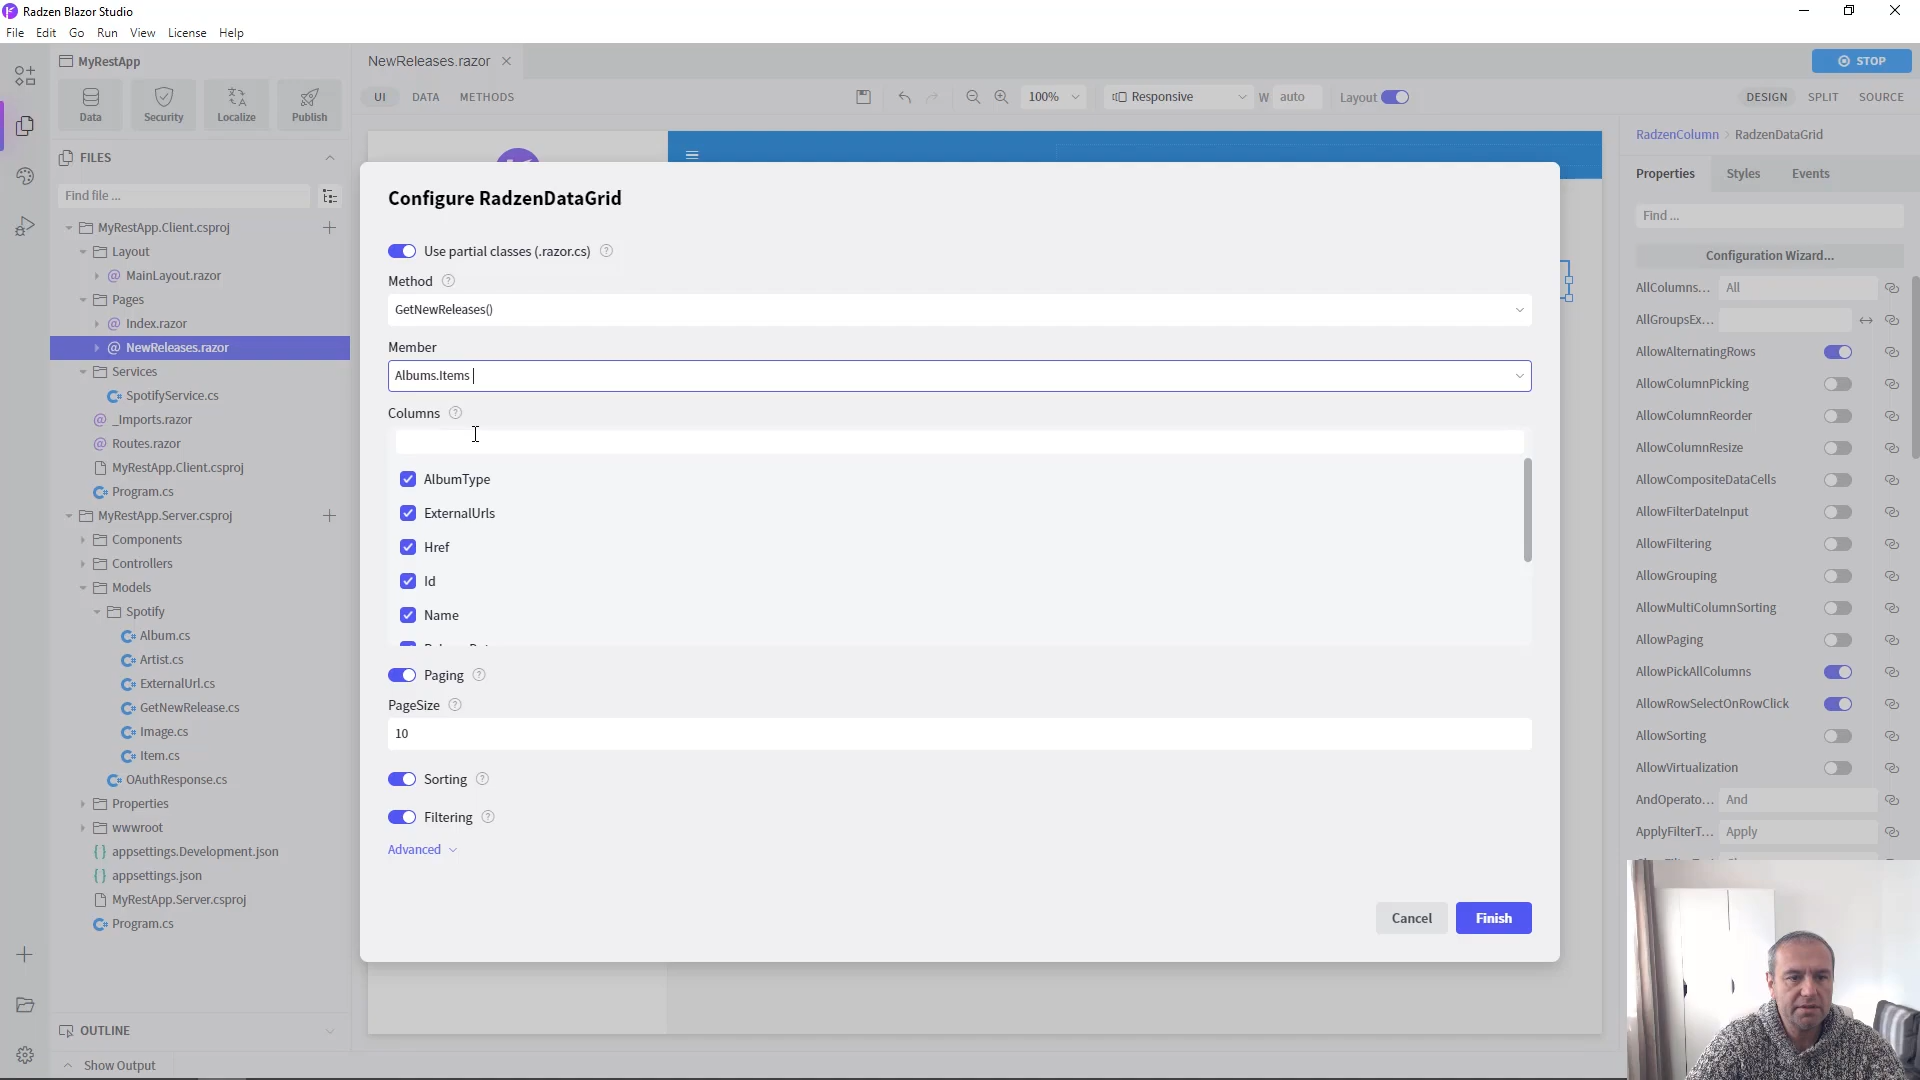 Radzen Blazor Studio
File Edit Go Run View License Help
MyRestApp
NewReleases.razor
STOP
Data
Security
Localize
Publish
UI DATA METHODS
100%
Responsive
W auto
Layout
DESIGN SPLIT SOURCE
FILES
Find file ...
MyRestApp.Client.csproj
Layout
MainLayout.razor
Pages
Index.razor
NewReleases.razor
Services
SpotifyService.cs
_Imports.razor
Routes.razor
MyRestApp.Client.csproj
Program.cs
MyRestApp.Server.csproj
Components
Controllers
Models
Spotify
Album.cs
Artist.cs
ExternalUrl.cs
GetNewRelease.cs
Image.cs
Item.cs
OAuthResponse.cs
Properties
wwwroot
appsettings.Development.json
appsettings.json
MyRestApp.Server.csproj
Program.cs
OUTLINE
Show Output
Configure RadzenDataGrid
Use partial classes (.razor.cs)
Method
GetNewReleases()
Member
Albums.Items
Columns
AlbumType
ExternalUrls
Href
Id
Name
Paging
PageSize
10
Sorting
Filtering
Advanced
Cancel
Finish
RadzenColumn RadzenDataGrid
Properties Styles Events
Find ...
Configuration Wizard...
AllColumns... All
AllGroupsEx...
AllowAlternatingRows
AllowColumnPicking
AllowColumnReorder
AllowColumnResize
AllowCompositeDataCells
AllowFilterDateInput
AllowFiltering
AllowGrouping
AllowMultiColumnSorting
AllowPaging
AllowPickAllColumns
AllowRowSelectOnRowClick
AllowSorting
AllowVirtualization
AndOperato... And
ApplyFilterT... Apply